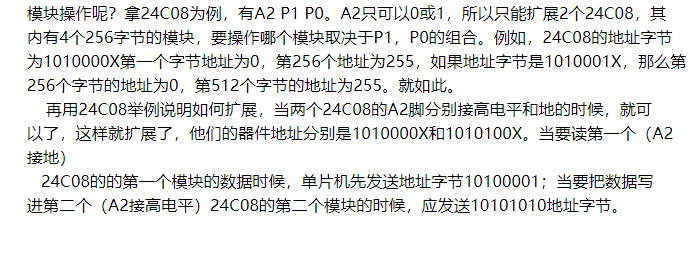 模块操作呢？拿24C08为例，有A2 P1 P0。A2只可以0或1，所以只能扩展2个24C08，其
内有4个256字节的模块，要操作哪个模块取决于P1，P0的组合。例如，24C08的地址字节
为1010000X第一个字节地址为0，第256个地址为255，如果地址字节是1010001X，那么第
256个字节的地址为0，第512个字节的地址为255。就如此。
再用24C08举例说明如何扩展，当两个24C08的A2脚分别接高电平和地的时候，就可
以了，这样就扩展了，他们的器件地址分别是1010000X和1010100X。当要读第一个（A2
接地）
24C08的的第一个模块的数据时候，单片机先发送地址字节10100001；当要把数据写
进第二个（A2接高电平）24C08的第二个模块的时候，应发送10101010地址字节。